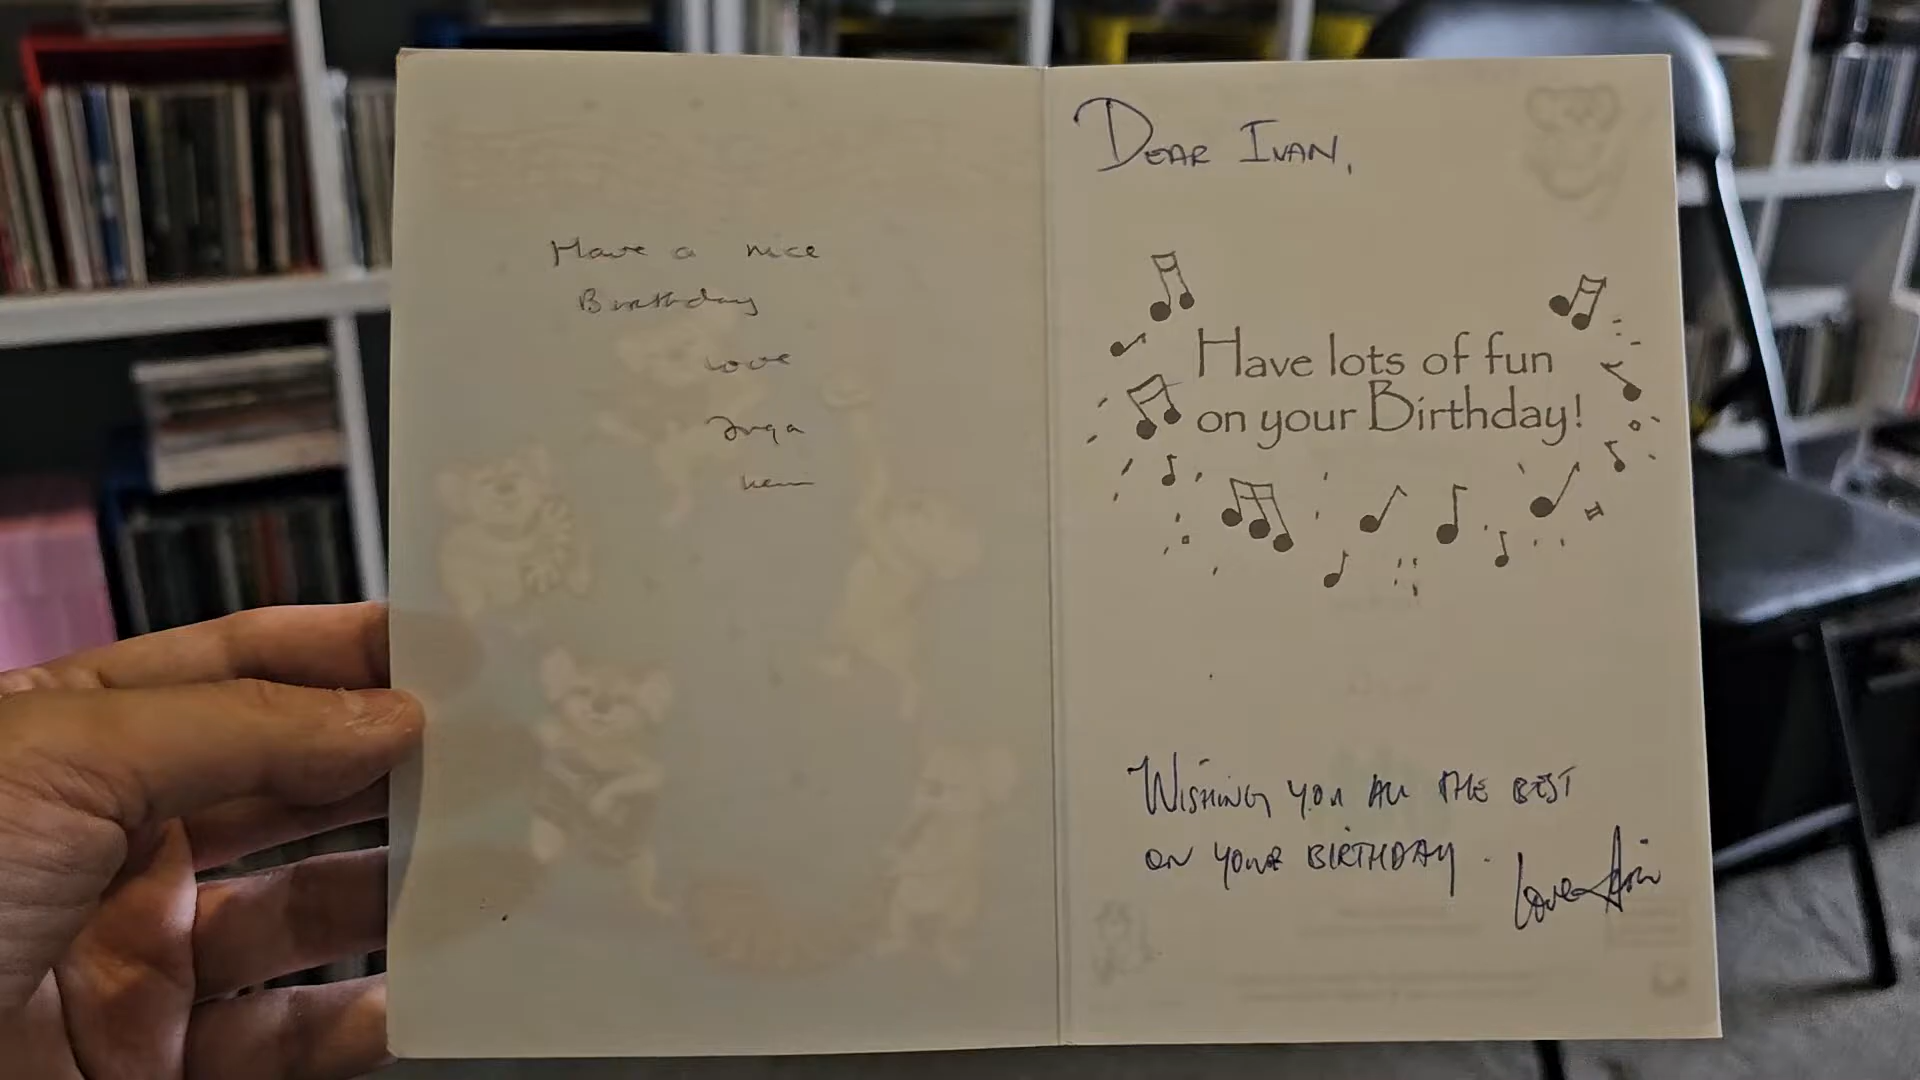 Have a nice
Birthday
love
DEAR IVAN,
Have lots of fun
on your Birthday!
WISHING YOU ALL THE BEST
ON YOUR BIRTHDAY.
Love